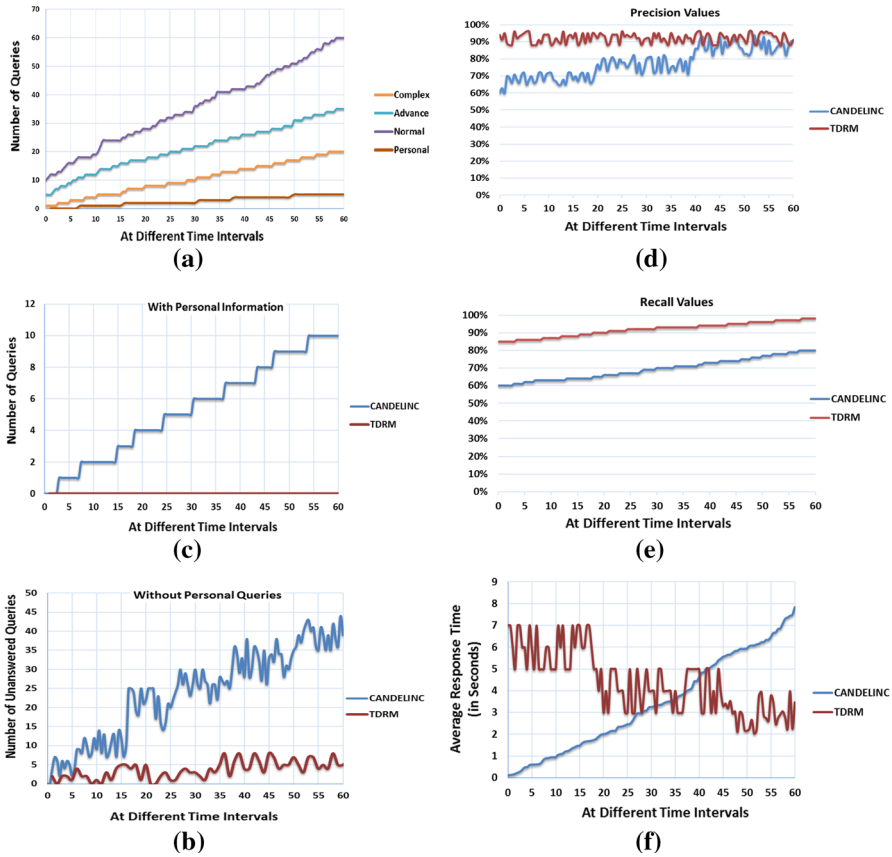 70
60
50
40
30
20
10
0
Number of Queries
0 5 10 15 20 25 30 35 40 45 50 55 60
At Different Time Intervals
Complex
Advance
Normal
Personal
(a)
Precision Values
100%
90%
80%
70%
60%
50%
40%
30%
20%
10%
0%
0 5 10 15 20 25 30 35 40 45 50 55 60
At Different Time Intervals
CANDELINC
TDRM
(d)
With Personal Information
12
10
8
6
4
2
0
Number of Queries
0 5 10 15 20 25 30 35 40 45 50 55 60
At Different Time Intervals
CANDELINC
TDRM
(c)
Recall Values
100%
90%
80%
70%
60%
50%
40%
30%
20%
10%
0%
0 5 10 15 20 25 30 35 40 45 50 55 60
At Different Time Intervals
CANDELINC
TDRM
(e)
Without Personal Queries
50
45
40
35
30
25
20
15
10
5
0
Number of Unanswered Queries
0 5 10 15 20 25 30 35 40 45 50 55 60
At Different Time Intervals
CANDELINC
TDRM
(b)
9
8
7
6
5
4
3
2
1
0
Average Response Time
(in Seconds)
0 5 10 15 20 25 30 35 40 45 50 55 60
At Different Time Intervals
CANDELINC
TDRM
(f)